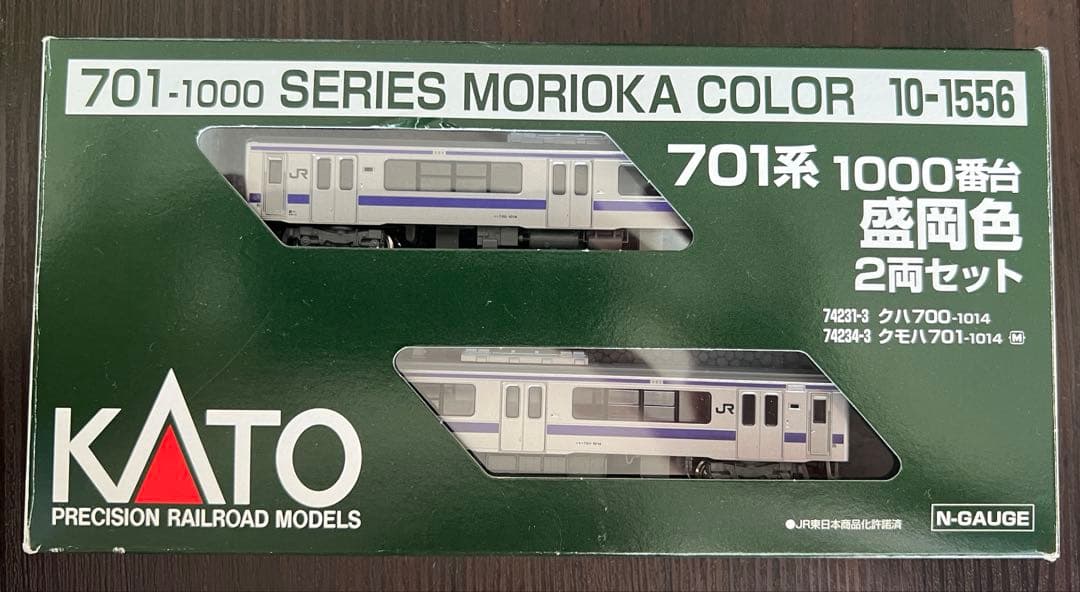 701-1000 SERIES MORIOKA COLOR 10-1556
701系 1000番台
盛岡色
2両セット
74231-3 クハ700-1014
74234-3 クモハ701-1014 M
JR
JR
KATO
PRECISION RAILROAD MODELS
●JR東日本商品化許諾済
N-GAUGE